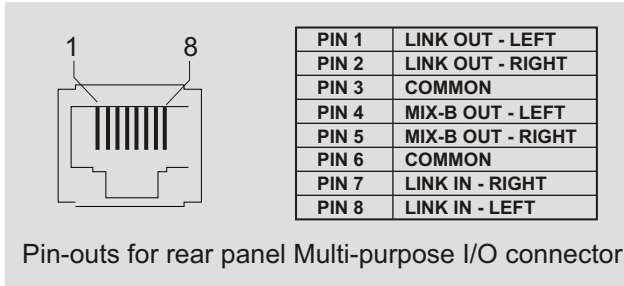 1 8
PIN 1 LINK OUT - LEFT
PIN 2 LINK OUT - RIGHT
PIN 3 COMMON
PIN 4 MIX-B OUT - LEFT
PIN 5 MIX-B OUT - RIGHT
PIN 6 COMMON
PIN 7 LINK IN - RIGHT
PIN 8 LINK IN - LEFT
Pin-outs for rear panel Multi-purpose I/O connector